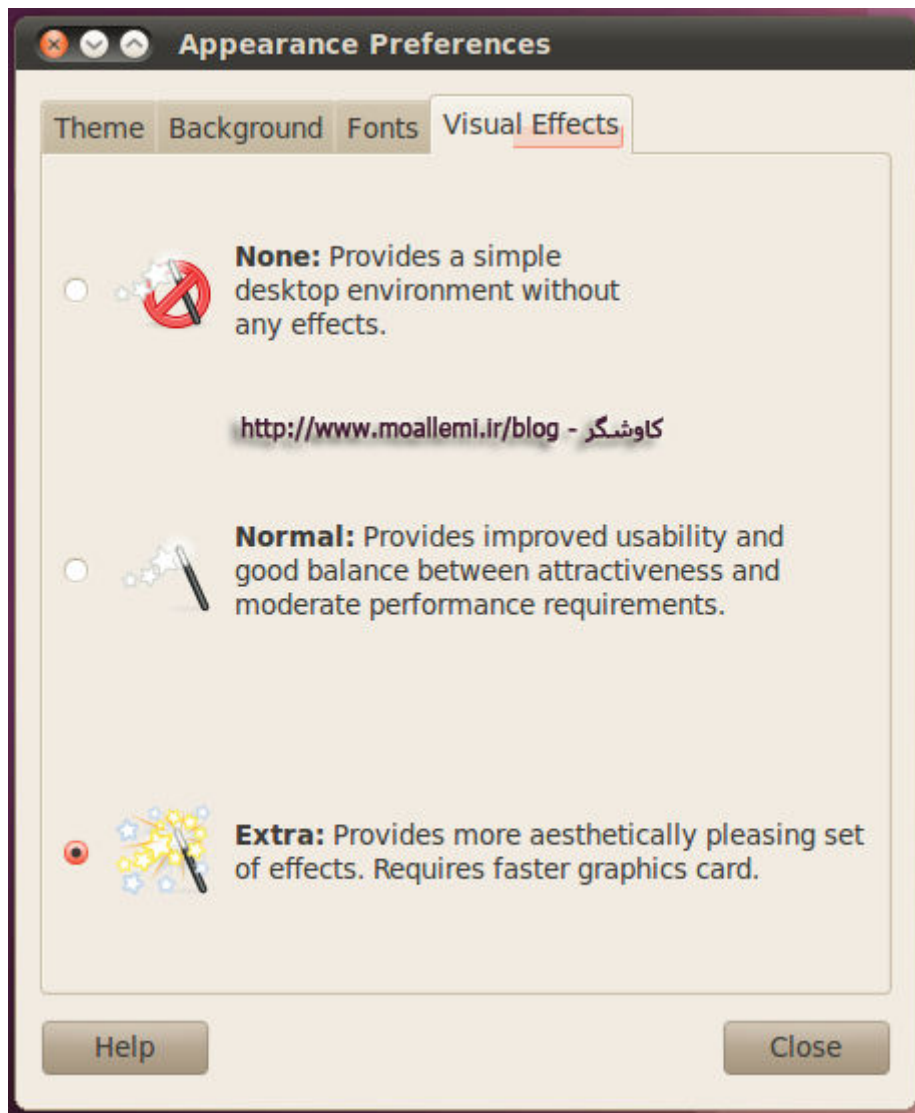 Appearance Preferences
Theme Background Fonts Visual Effects
None: Provides a simple
desktop environment without
any effects.
http://www.moallemi.ir/blog - کاوشگر
Normal: Provides improved usability and
good balance between attractiveness and
moderate performance requirements.
Extra: Provides more aesthetically pleasing set
of effects. Requires faster graphics card.
Help Close